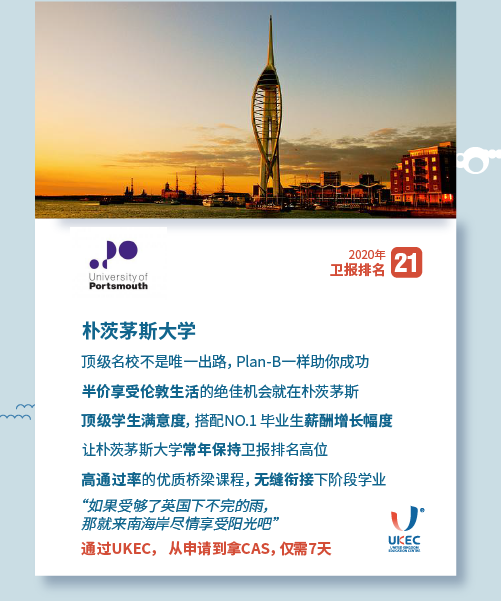 University of
Portsmouth
2020年
卫报排名 21
朴茨茅斯大学
顶级名校不是唯一出路，Plan-B一样助你成功
半价享受伦敦生活的绝佳机会就在朴茨茅斯
顶级学生满意度，搭配NO.1 毕业生薪酬增长幅度
让朴茨茅斯大学常年保持卫报排名高位
高通过率的优质桥梁课程，无缝衔接下阶段学业
“如果受够了英国下不完的雨，
那就来南海岸尽情享受阳光吧”
通过UKEC， 从申请到拿CAS，仅需7天
UKEC
UNITED KINGDOM
EDUCATION CENTRE